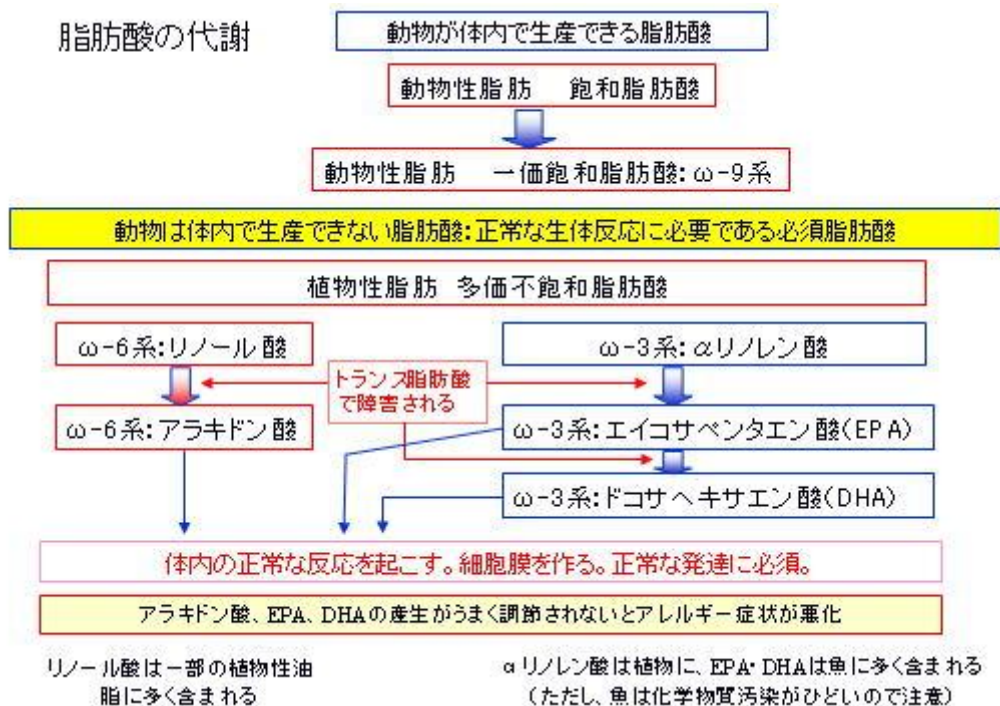 脂肪酸の代謝
動物が体内で生産できる脂肪酸
動物性脂肪　飽和脂肪酸
動物性脂肪　一価飽和脂肪酸：ω-9系
動物は体内で生産できない脂肪酸：正常な生体反応に必要である必須脂肪酸
植物性脂肪 多価不飽和脂肪酸
ω-6系：リノール酸
ω-3系：αリノレン酸
トランス脂肪酸
で障害される
ω-6系：アラキドン酸
ω-3系：エイコサペンタエン酸（EPA）
ω-3系：ドコサヘキサエン酸（DHA）
体内の正常な反応を起こす。細胞膜を作る。正常な発達に必須。
アラキドン酸、EPA、DHAの産生がうまく調節されないとアレルギー症状が悪化
リノール酸は一部の植物性油
脂に多く含まれる
αリノレン酸は植物に、EPA・DHAは魚に多く含まれる
（ただし、魚は化学物質汚染がひどいので注意）